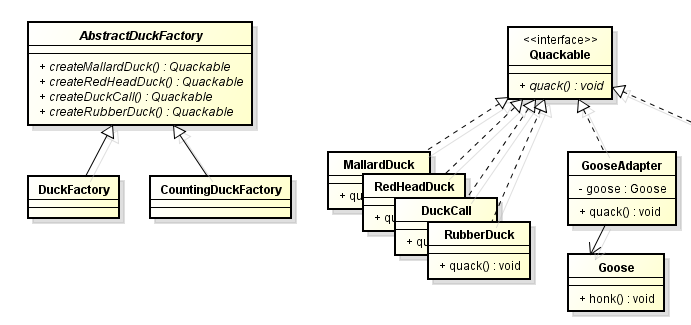 AbstractDuckFactory
+ createMallardDuck() : Quackable
+ createRedHeadDuck() : Quackable
+ createDuckCall() : Quackable
+ createRubberDuck() : Quackable
DuckFactory
CountingDuckFactory
<<interface>>
Quackable
+ quack() : void
MallardDuck
+ qu
RedHeadDuck
+ qu
DuckCall
+ q
RubberDuck
+ quack() : void
GooseAdapter
- goose : Goose
+ quack() : void
Goose
+ honk() : void